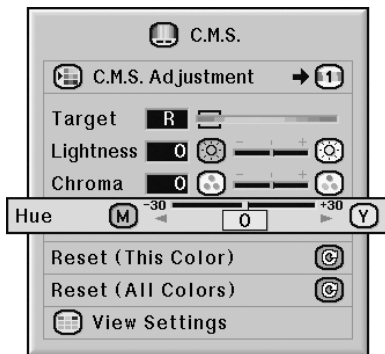 C.M.S.
C.M.S. Adjustment 1
Target R
Lightness 0 - +
Chroma 0 - +
Hue M -30 0 +30 Y
Reset (This Color)
Reset (All Colors)
View Settings